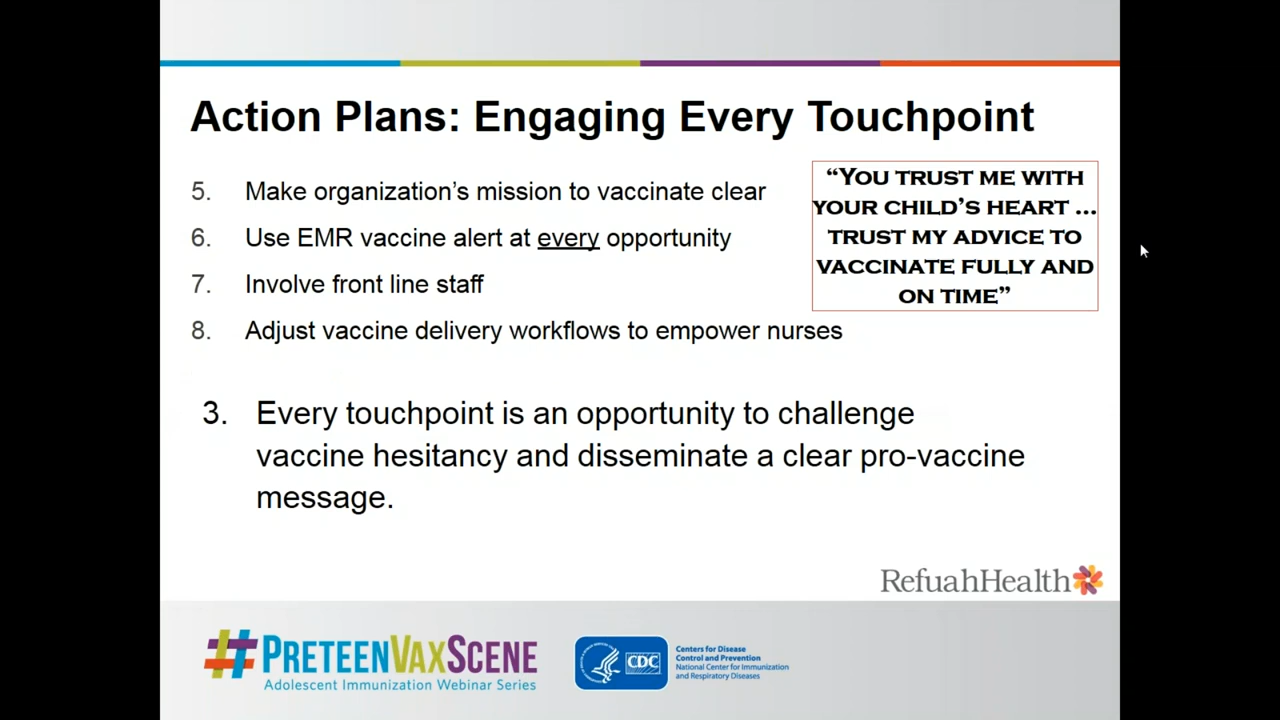 Action Plans: Engaging Every Touchpoint
5. Make organization's mission to vaccinate clear
6. Use EMR vaccine alert at every opportunity
7. Involve front line staff
8. Adjust vaccine delivery workflows to empower nurses
“YOU TRUST ME WITH
YOUR CHILD’S HEART ...
TRUST MY ADVICE TO
VACCINATE FULLY AND
ON TIME”
3. Every touchpoint is an opportunity to challenge
vaccine hesitancy and disseminate a clear pro-vaccine
message.
RefuahHealth
#PRETEENVAXSCENE
Adolescent Immunization Webinar Series
CDC
Centers for Disease
Control and Prevention
National Center for Immunization
and Respiratory Diseases